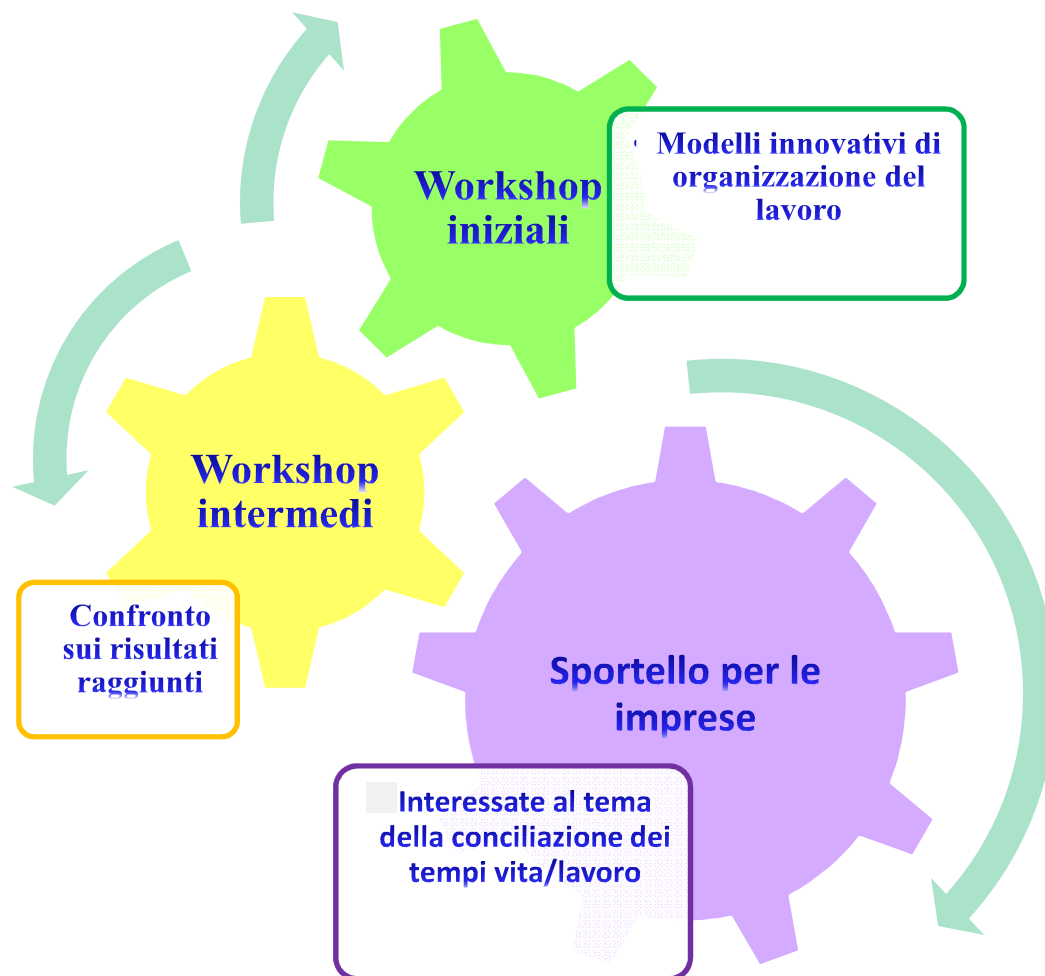 Workshop
iniziali
• Modelli innovativi di
organizzazione del
lavoro
Workshop
intermedi
Confronto
sui risultati
raggiunti
Sportello per le
imprese
Interessate al tema
della conciliazione dei
tempi vita/lavoro